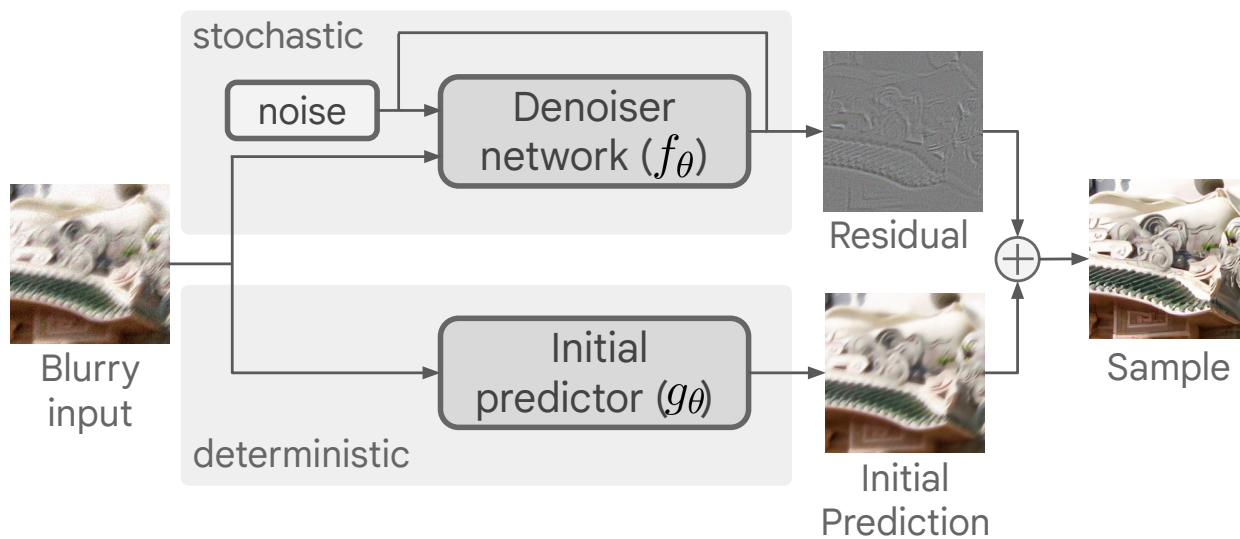 stochastic
noise
Denoiser
network (fθ)
Residual
Blurry
input
Initial
predictor (gθ)
deterministic
Initial
Prediction
Sample